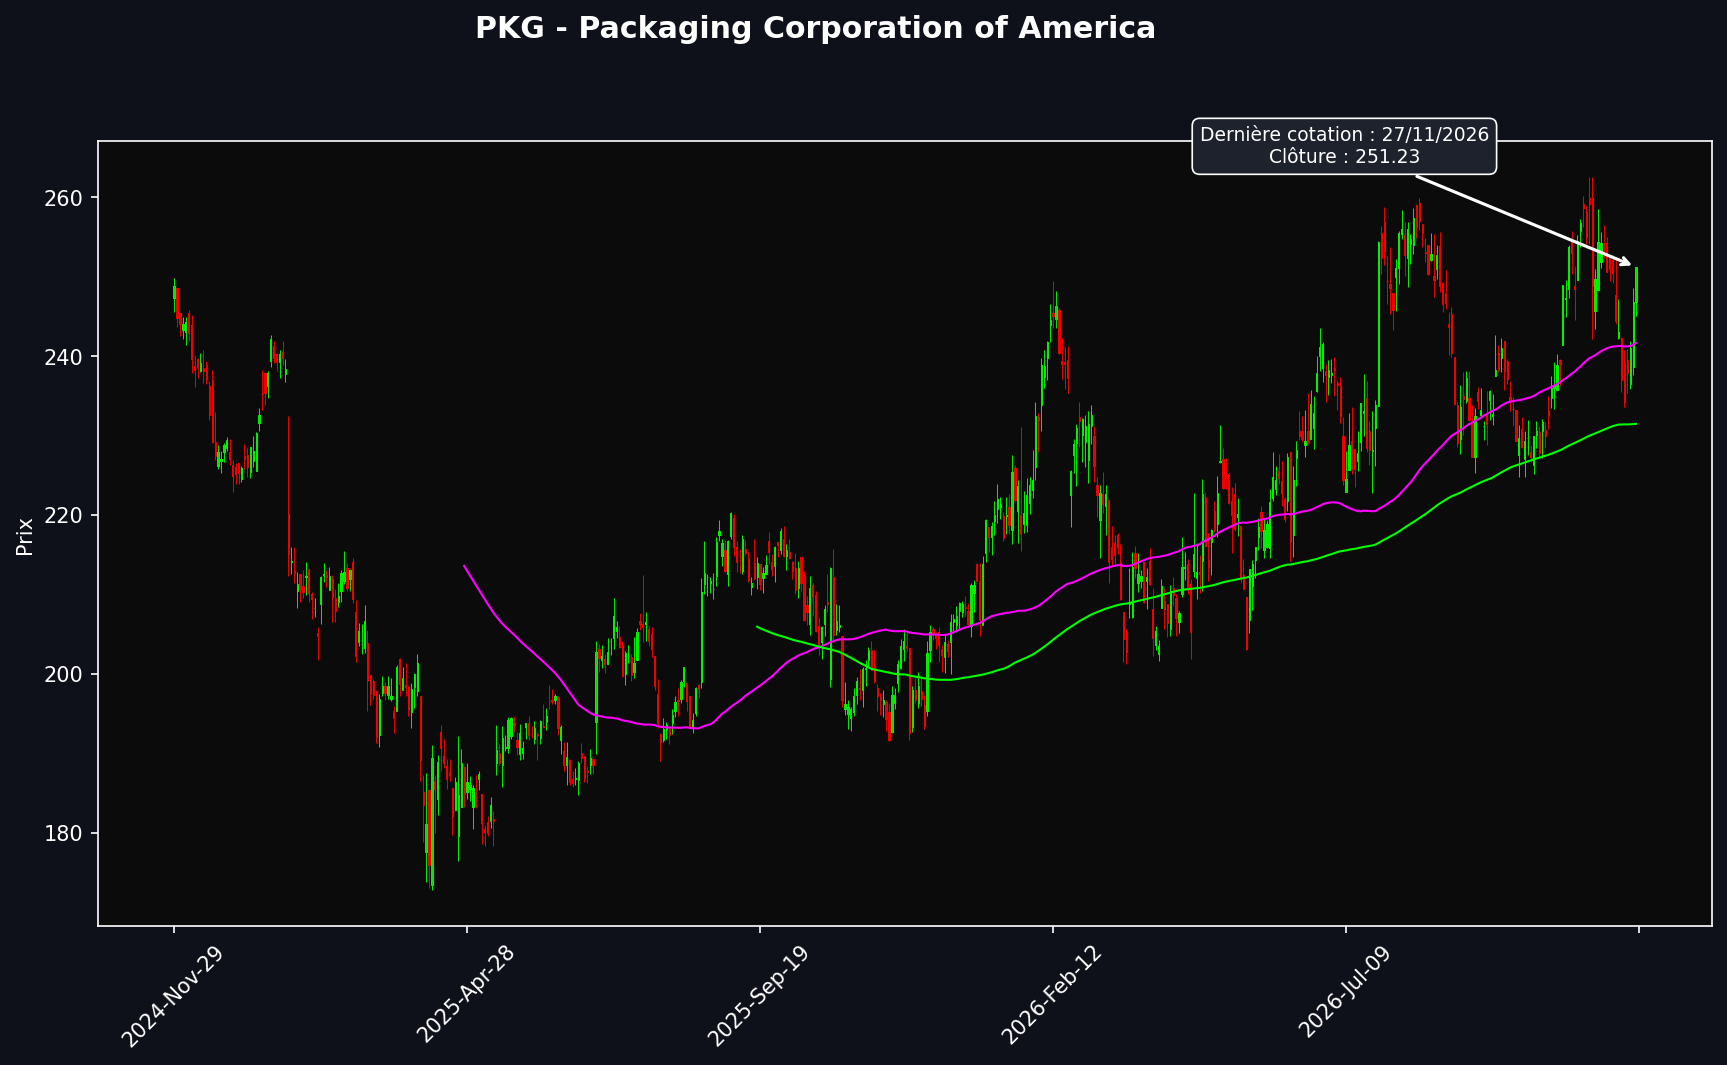 PKG - Packaging Corporation of America
Dernière cotation : 27/11/2026
Clôture : 251.23
Prix
260
240
220
200
180
2024-Nov-29
2025-Apr-28
2025-Sep-19
2026-Feb-12
2026-Jul-09